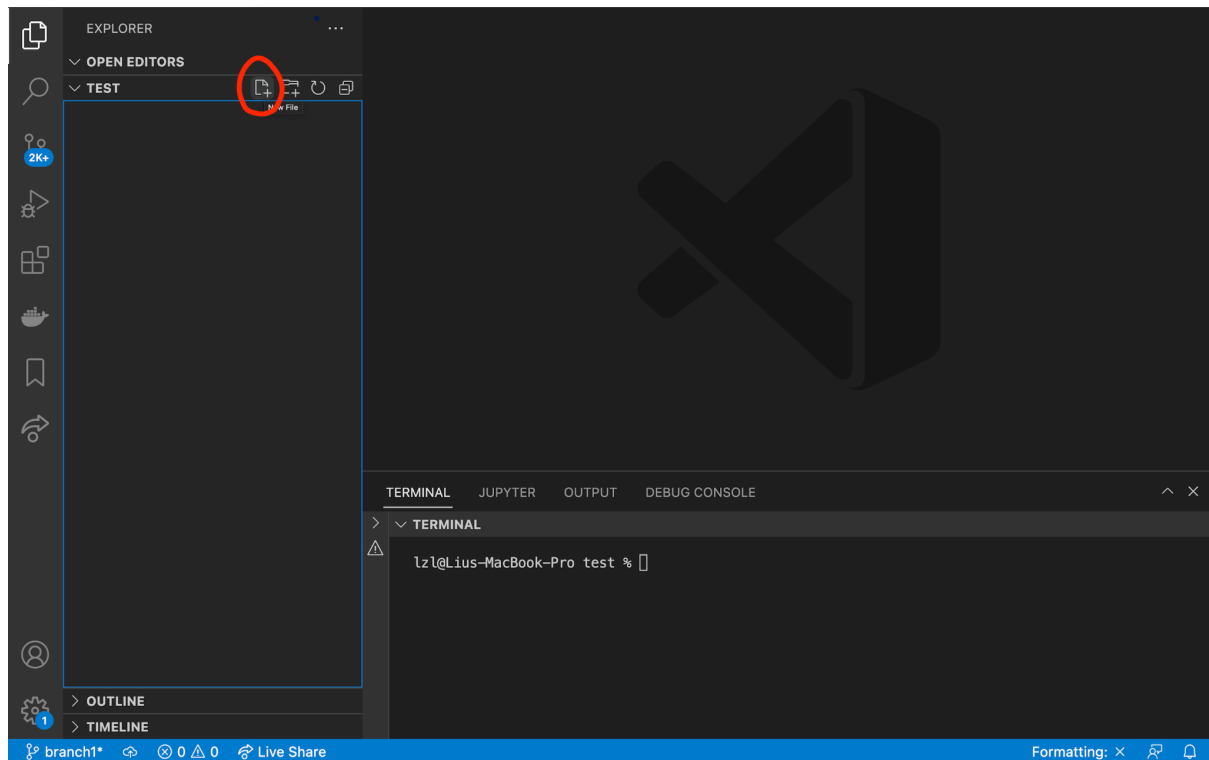 EXPLORER
OPEN EDITORS
TEST
New File
2K+
TERMINAL JUPYTER OUTPUT DEBUG CONSOLE
TERMINAL
lzl@Lius-MacBook-Pro test %
OUTLINE
1
TIMELINE
branch1* 0 0 Live Share Formatting: ×